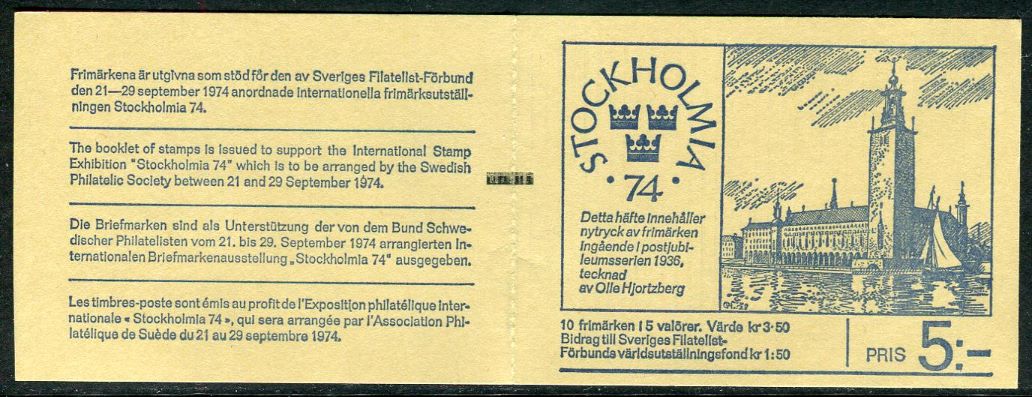 Frimärkena är utgivna som stöd för den av Sveriges Filatelist-Förbund
den 21—29 september 1974 anordnade internationella frimärksutställ-
ningen Stockholmia 74.
The booklet of stamps is issued to support the International Stamp
Exhibition "Stockholmia 74" which is to be arranged by the Swedish
Philatelic Society between 21 and 29 September 1974.
Die Briefmarken sind als Unterstützung der von dem Bund Schwe-
discher Philatelisten vom 21. bis 29. September 1974 arrangierten In-
ternationalen Briefmarkenausstellung „Stockholmia 74" ausgegeben.
Les timbres-poste sont émis au profit de l'Exposition philatélique inter-
nationale « Stockholmia 74 », qui sera arrangée par l'Association Phi-
latélique de Suède du 21 au 29 septembre 1974.
STOCKHOLMIA
· 74 ·
Detta häfte innehåller
nytryck av frimärken
ingående i postjubi-
leumsserien 1936,
tecknad
av Olle Hjortzberg
10 frimärken i 5 valörer. Värde kr 3·50
Bidrag till Sveriges Filatelist-
Förbunds världsutställningsfond kr 1:50
PRIS 5:-